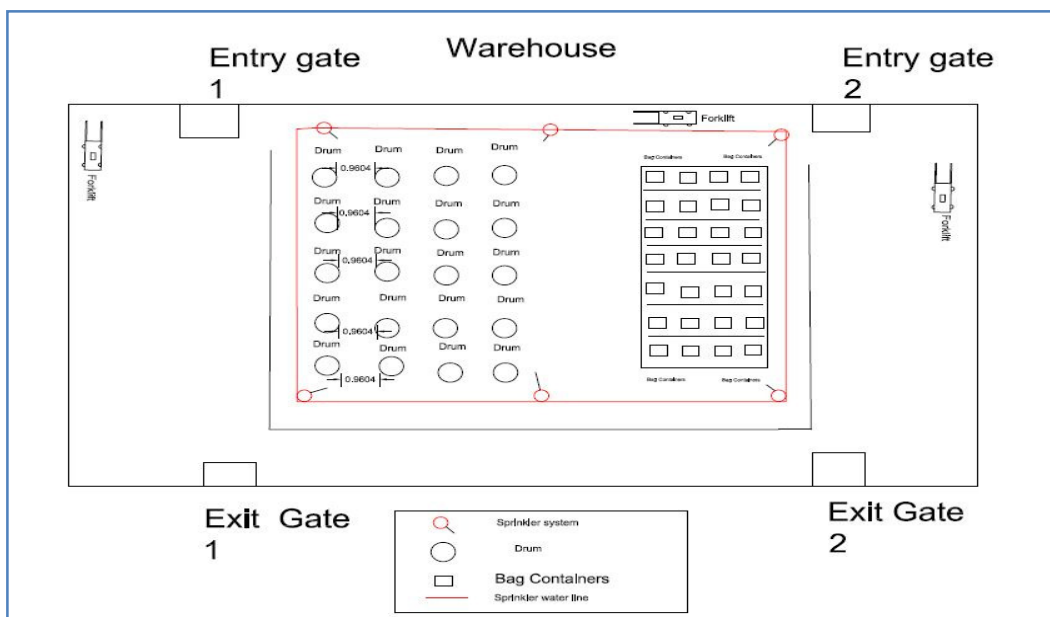 Warehouse
Entry gate
1
Entry gate
2
Forklift
Forklift
Forklift
Drum Drum Drum Drum
0.9604
Bag Containers Bag Containers
Drum Drum Drum Drum
0.9604
Drum Drum Drum Drum
0.9604
Drum Drum Drum Drum
0.9604
Drum Drum Drum Drum
0.9604
Bag Containers Bag Containers
Exit Gate
1
Exit Gate
2
Sprinkler system
Drum
Bag Containers
Sprinkler water line